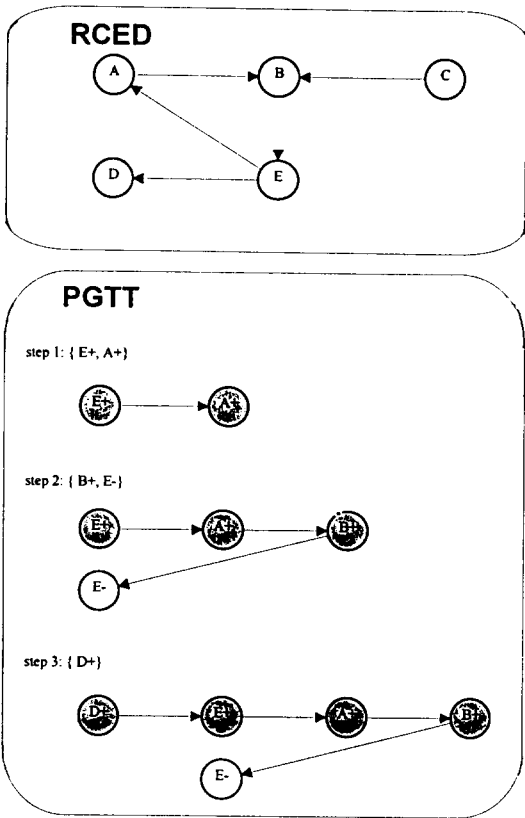 RCED
A B C
D E
PGTT
step 1: { E+, A+}
E+ A+
step 2: { B+, E-}
E+ A+ B+
E-
step 3: { D+}
D+ E+ A+ B+
E-